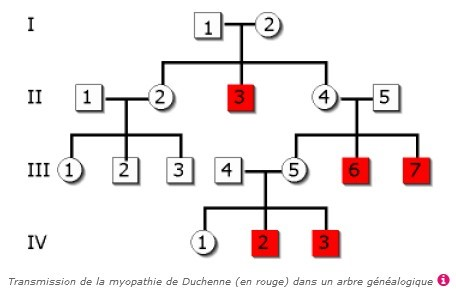 I 1 2
II 1 2 3 4 5
III 1 2 3 4 5 6 7
IV 1 2 3
Transmission de la myopathie de Duchenne (en rouge) dans un arbre généalogique i